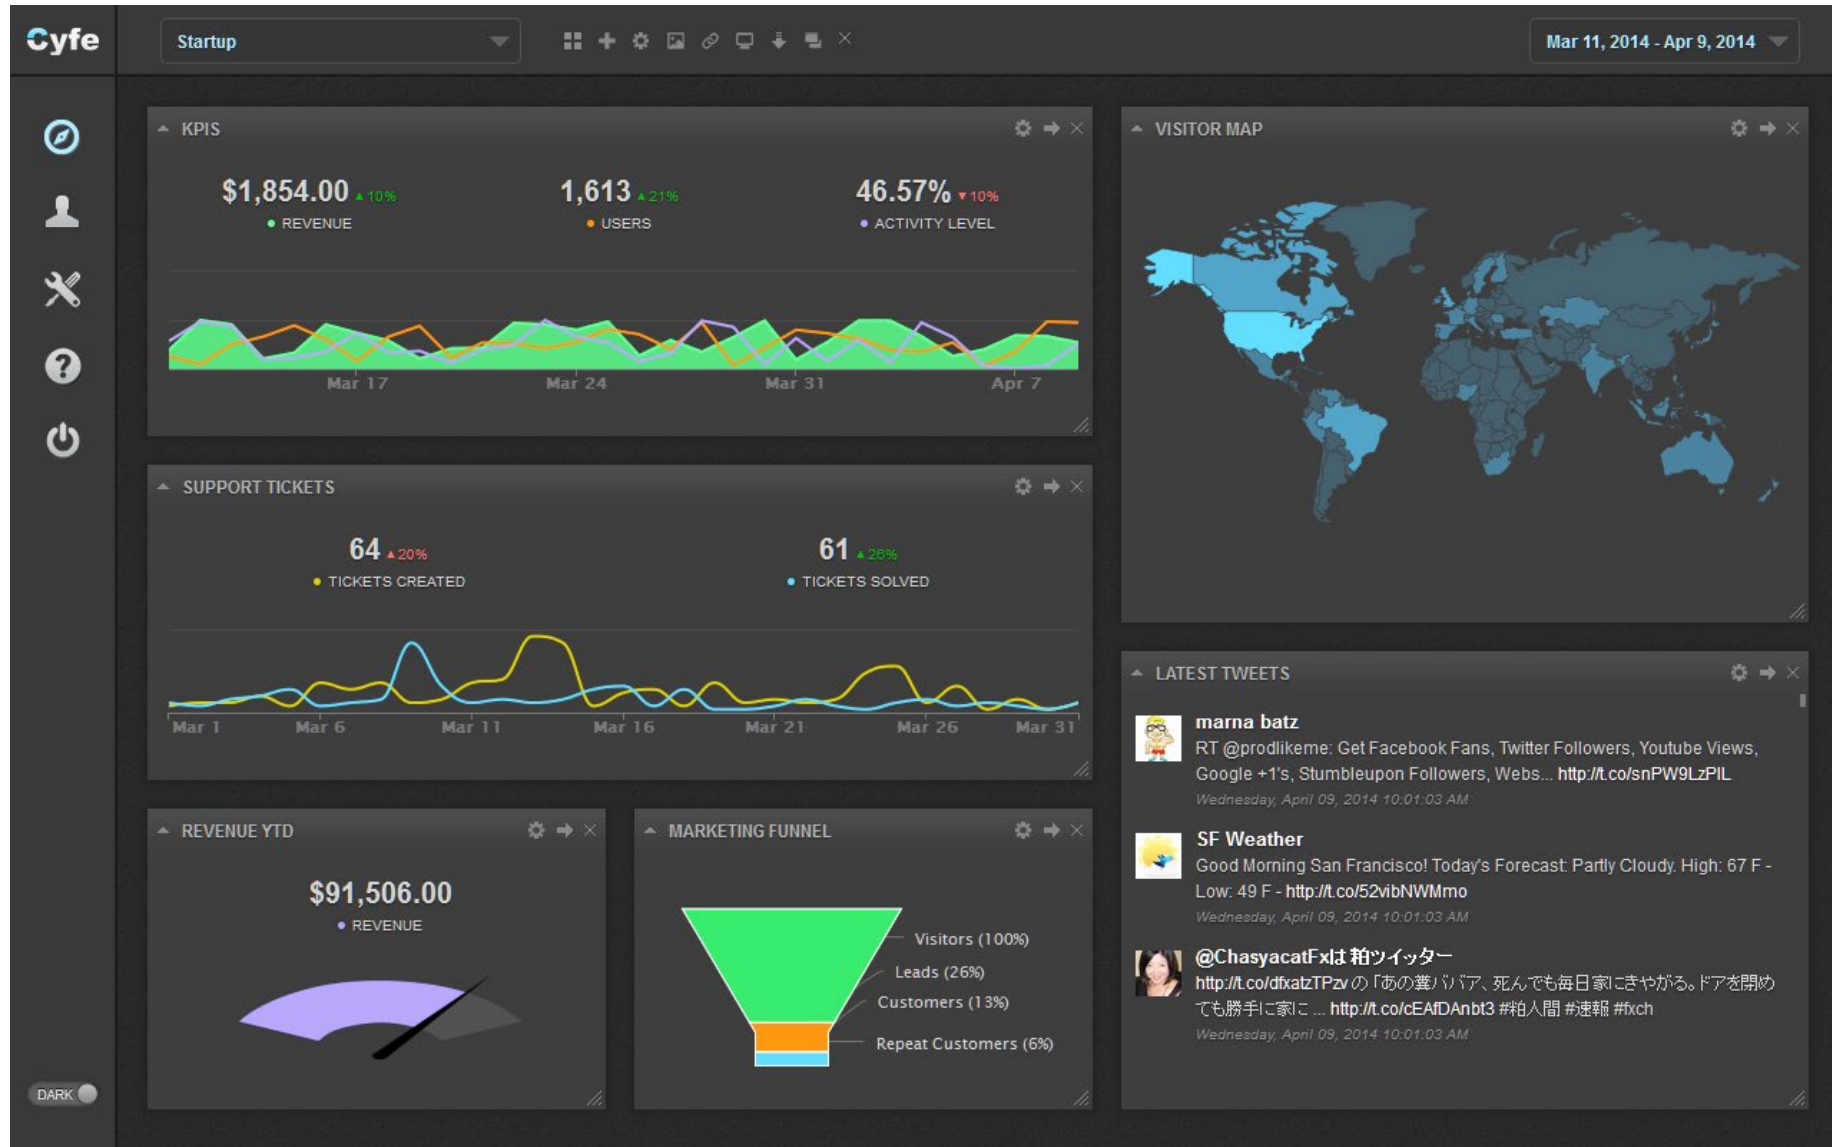 Cyfe
Startup
Mar 11, 2014 - Apr 9, 2014
KPIS
$1,854.00 ▲10%
REVENUE
1,613 ▲21%
USERS
46.57% ▼10%
ACTIVITY LEVEL
Mar 17
Mar 24
Mar 31
Apr 7
VISITOR MAP
SUPPORT TICKETS
64 ▲20%
TICKETS CREATED
61 ▲26%
TICKETS SOLVED
Mar 1
Mar 6
Mar 11
Mar 16
Mar 21
Mar 26
Mar 31
LATEST TWEETS
marna batz
RT @prodlikeme: Get Facebook Fans, Twitter Followers, Youtube Views,
Google +1's, Stumbleupon Followers, Webs... http://t.co/snPW9LzPIL
Wednesday, April 09, 2014 10:01:03 AM
SF Weather
Good Morning San Francisco! Today's Forecast: Partly Cloudy. High: 67 F -
Low: 49 F - http://t.co/52vibNWMmo
Wednesday, April 09, 2014 10:01:03 AM
@ChasyacatFxは 粕ツイッター
http://t.co/dfxatzTPzv の「あの糞ババア、死んでも毎日家にきやがる。ドアを閉め
ても勝手に家に ... http://t.co/cEAfDAnbt3 #粕人間 #速報 #fxch
Wednesday, April 09, 2014 10:01:03 AM
REVENUE YTD
$91,506.00
REVENUE
MARKETING FUNNEL
Visitors (100%)
Leads (26%)
Customers (13%)
Repeat Customers (6%)
DARK